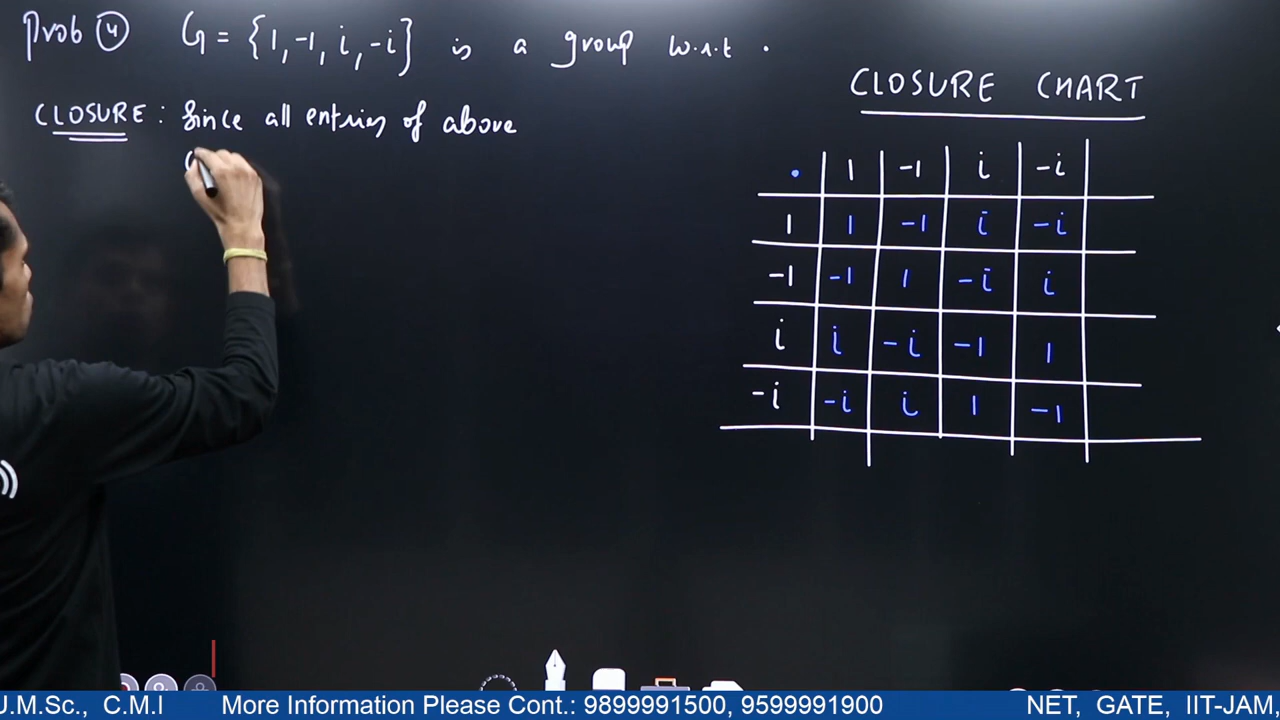 Prob ④ G = {1, -1, i, -i} is a group w.r.t .
CLOSURE : Since all entries of above
CLOSURE CHART
. 1 -1 i -i
1 1 -1 i -i
-1 -1 1 -i i
i i -i -1 1
-i -i i 1 -1
U.M.Sc., C.M.I More Information Please Cont.: 9899991500, 9599991900 NET, GATE, IIT-JAM,